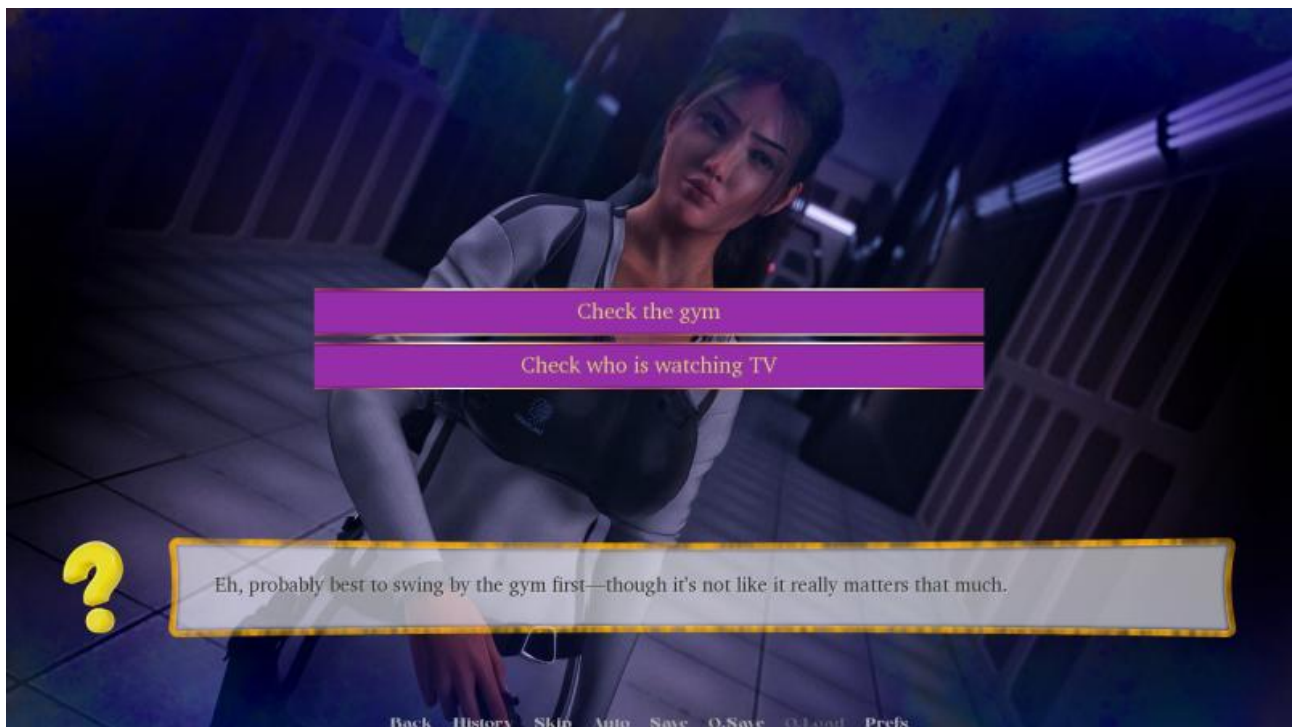 Check the gym
Check who is watching TV
Eh, probably best to swing by the gym first—though it's not like it really matters that much.
Back History Skip Auto Save Q.Save Q.Load Prefs